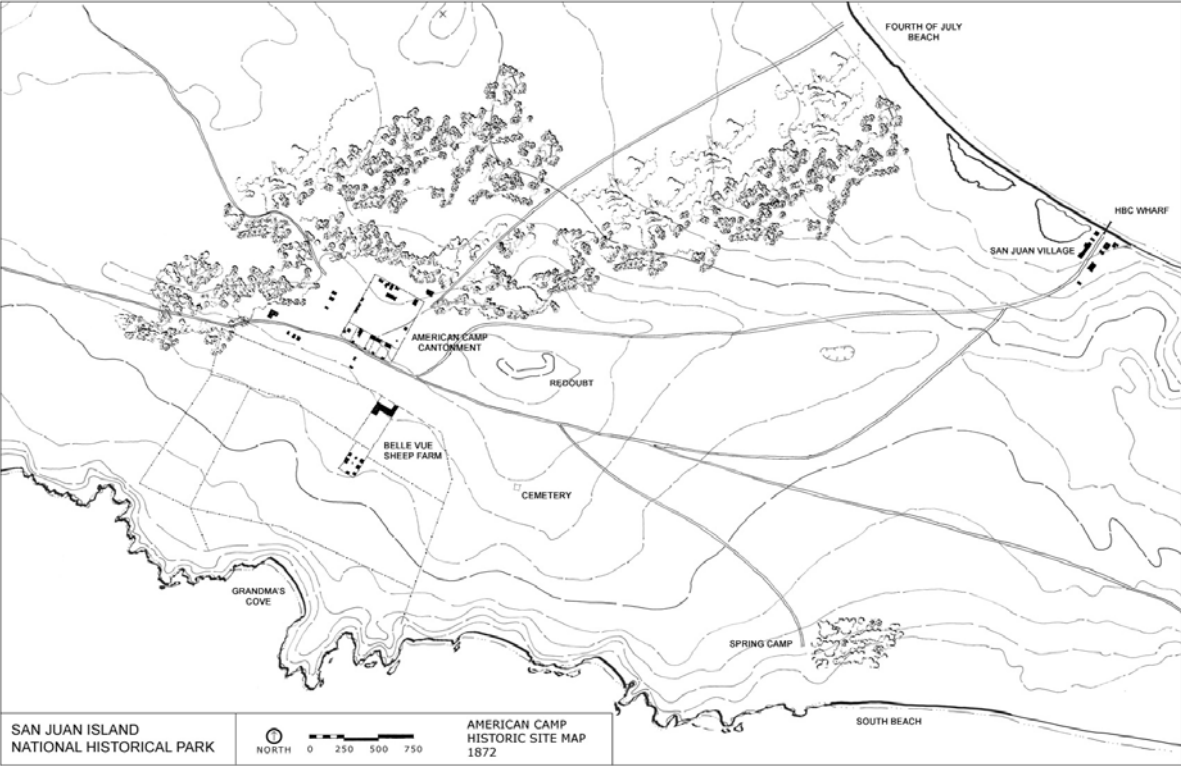 FOURTH OF JULY
BEACH
HBC WHARF
SAN JUAN VILLAGE
AMERICAN CAMP
CANTONMENT
REDOUBT
BELLE VUE
SHEEP FARM
CEMETERY
GRANDMA'S
COVE
SPRING CAMP
SOUTH BEACH
SAN JUAN ISLAND
NATIONAL HISTORICAL PARK
NORTH
0 250 500 750
AMERICAN CAMP
HISTORIC SITE MAP
1872